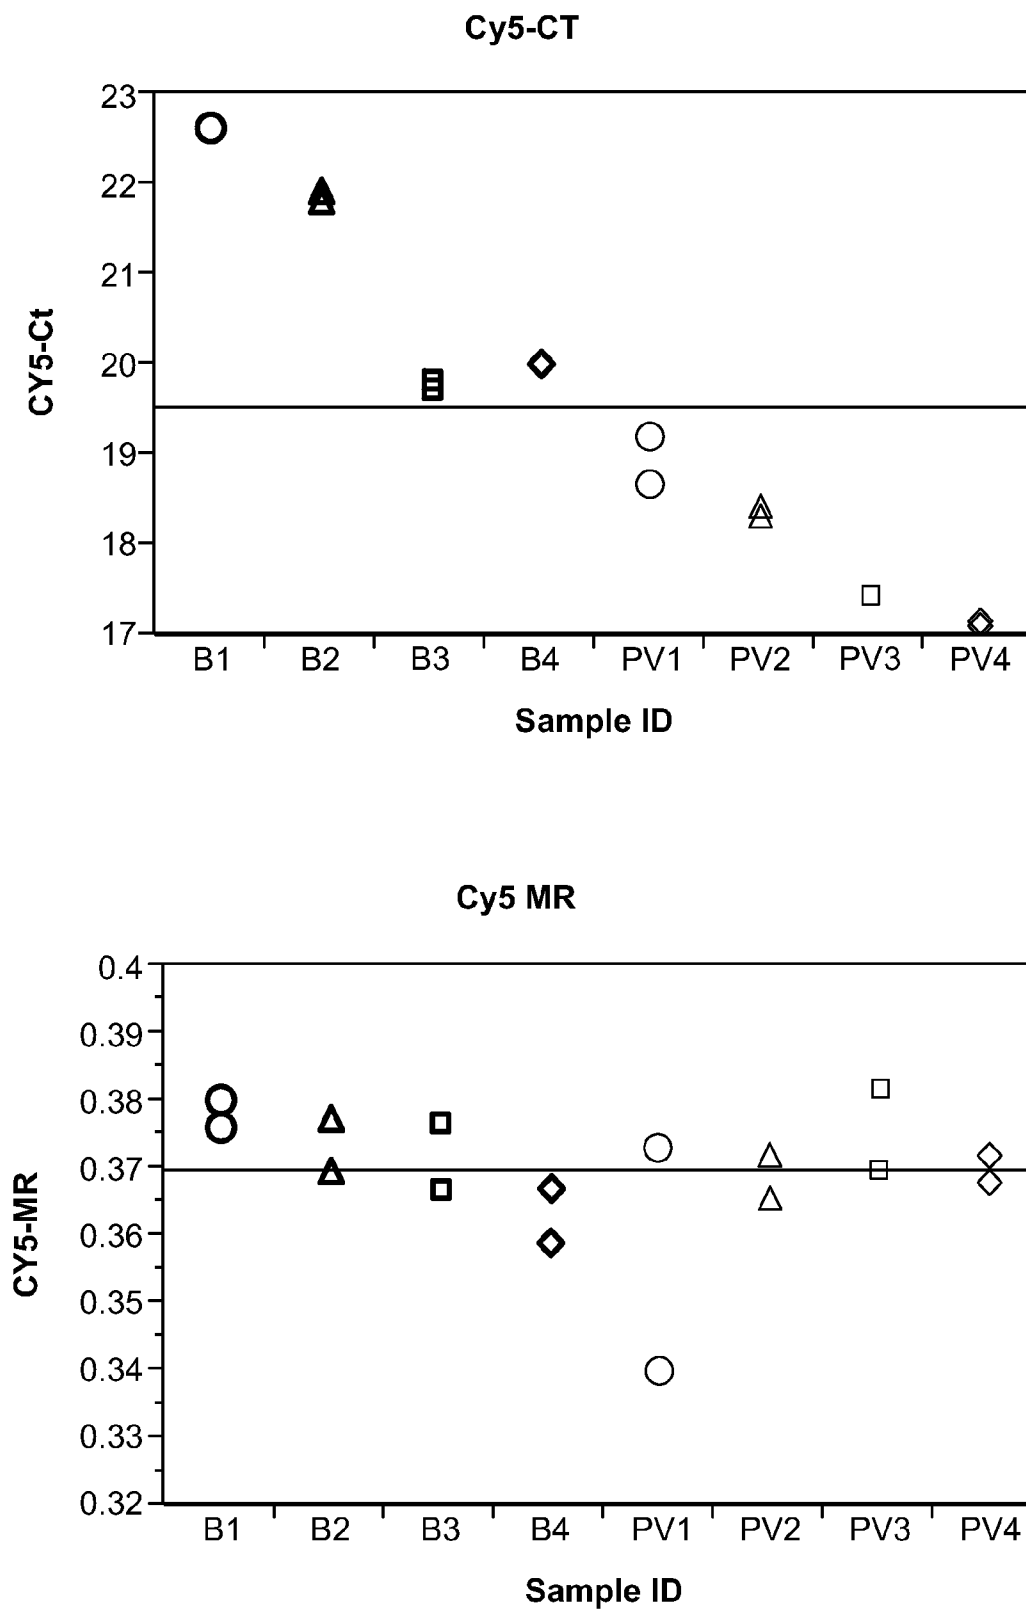 Cy5-CT
23
22
21
20
19
18
17
CY5-Ct
B1 B2 B3 B4 PV1 PV2 PV3 PV4
Sample ID
Cy5 MR
0.4
0.39
0.38
0.37
0.36
0.35
0.34
0.33
0.32
CY5-MR
B1 B2 B3 B4 PV1 PV2 PV3 PV4
Sample ID